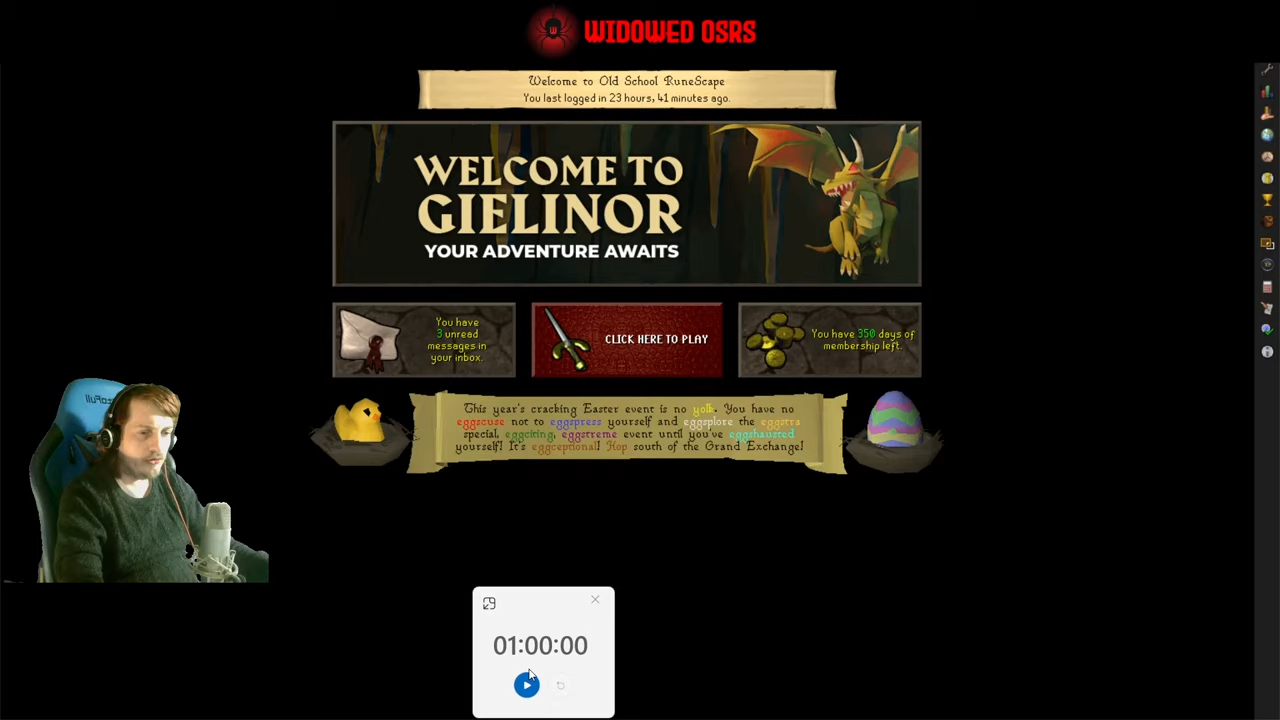 WIDOWED OSRS
Welcome to Old School RuneScape
You last logged in 23 hours, 41 minutes ago.
WELCOME TO
GIELINOR
YOUR ADVENTURE AWAITS
You have
3 unread
messages in
your inbox.
CLICK HERE TO PLAY
You have 350 days of
membership left.
This year's cracking Easter event is no yolk. You have no
eggscuse not to eggspress yourself and eggsplore the eggstra
special, eggciting, eggstreme event until you've eggshausted
yourself! It's eggceptional! Hop south of the Grand Exchange!
01:00:00